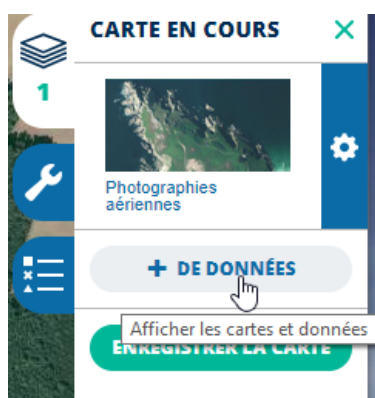 CARTE EN COURS
1
Photographies
aériennes
+ DE DONNÉES
Afficher les cartes et données
ENREGISTRER LA CARTE